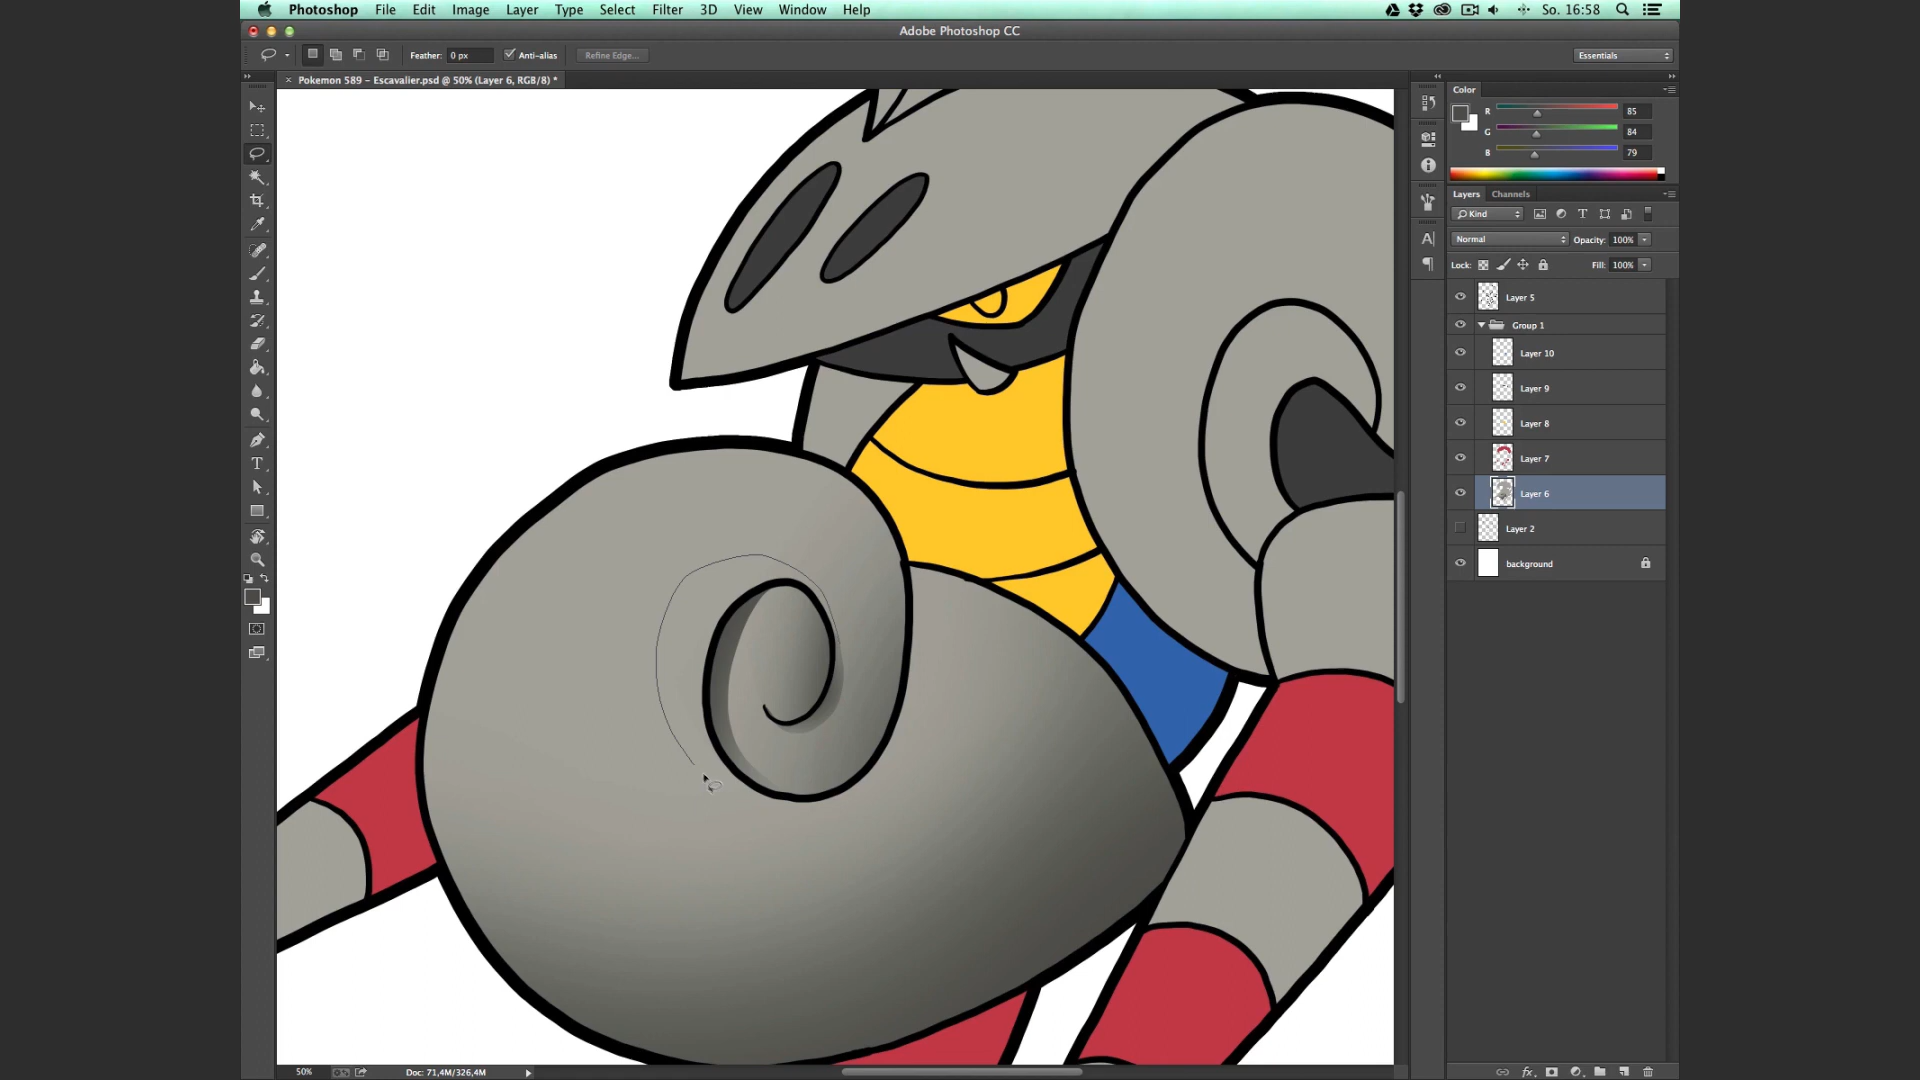 Photoshop File Edit Image Layer Type Select Filter 3D View Window Help So. 16:58
Adobe Photoshop CC
Feather: 0 px Anti-alias Refine Edge... Essentials
Pokemon 589 - Escavalier.psd @ 50% (Layer 6, RGB/8) *
Color
R 85
G 84
B 79
Layers Channels
Kind
Normal Opacity: 100%
Lock: Fill: 100%
Layer 5
Group 1
Layer 10
Layer 9
Layer 8
Layer 7
Layer 6
Layer 2
background
50% Doc: 71,4M/326,4M